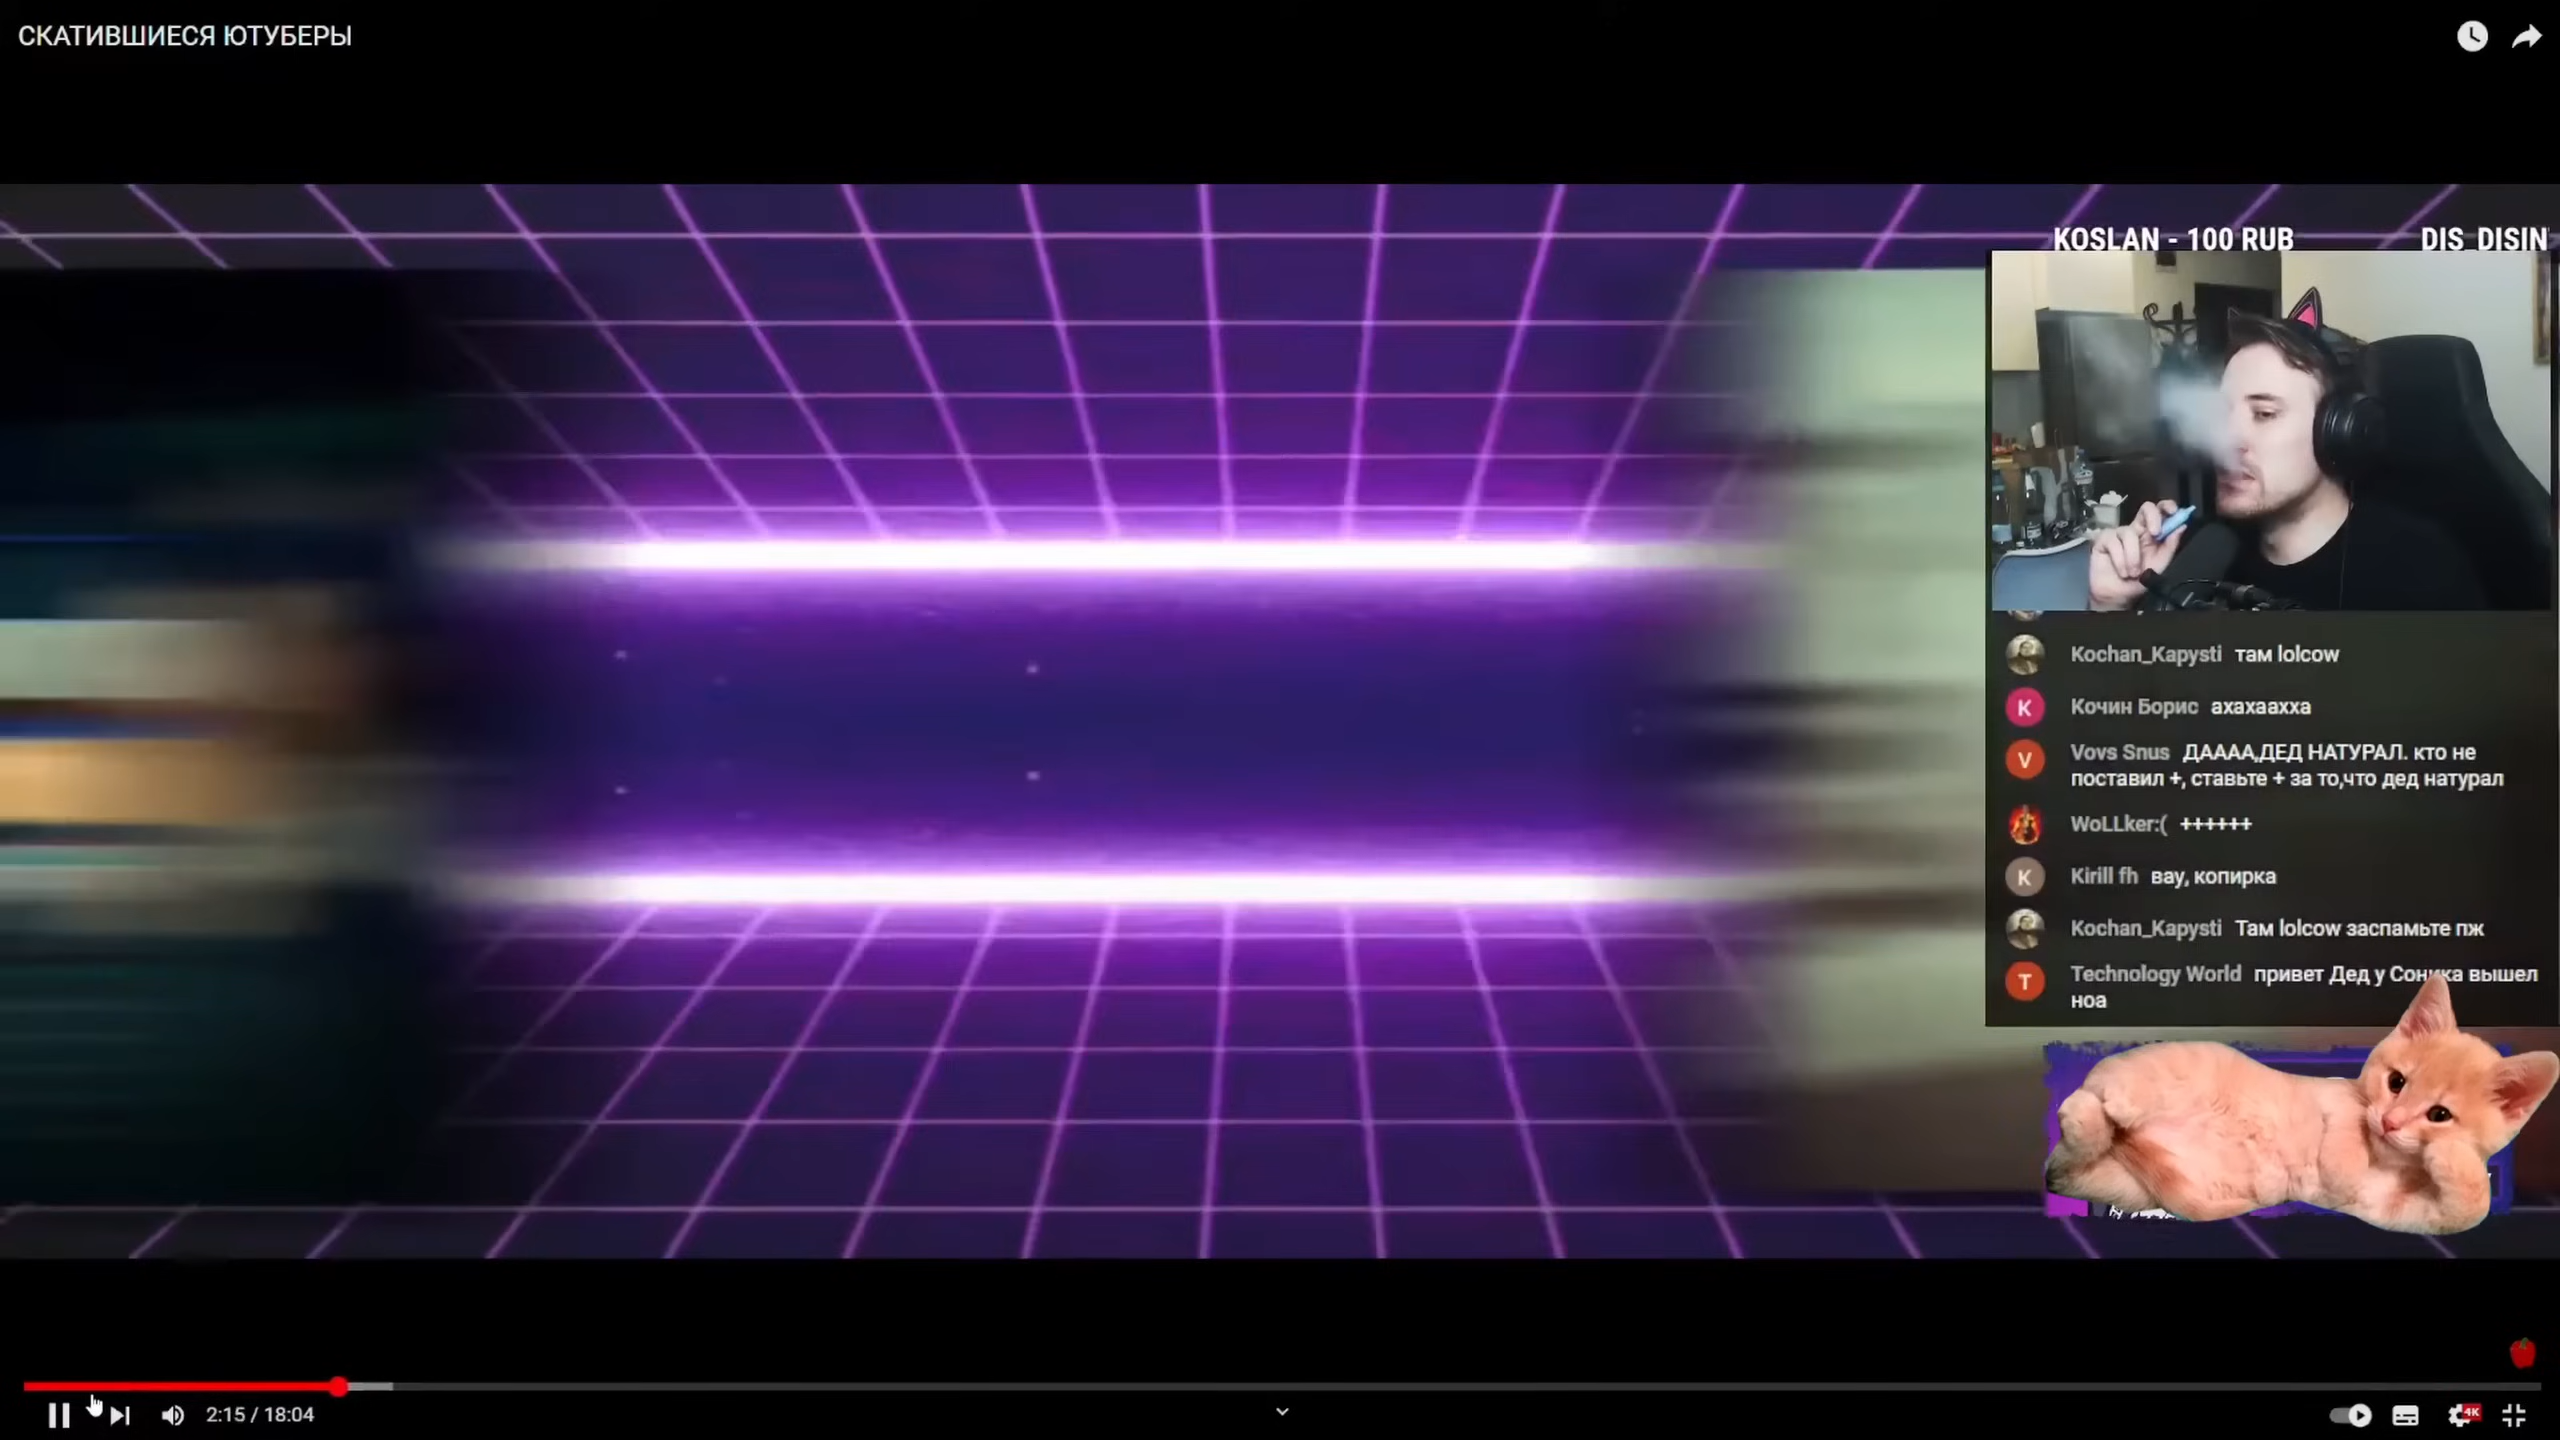 СКАТИВШИЕСЯ ЮТУБЕРЫ
KOSLAN - 100 RUB DIS_DISIN
Kochan_Kapysti там lolcow
K Кочин Борис ахахаахха
V Vovs Snus ДАААА,ДЕД НАТУРАЛ. кто не
поставил +, ставьте + за то,что дед натурал
WoLLker:( ++++++
K Kirill fh вау, копирка
Kochan_Kapysti Там lolcow заспамьте пж
T Technology World привет Дед у Соника вышел
ноа
2:15 / 18:04
4K